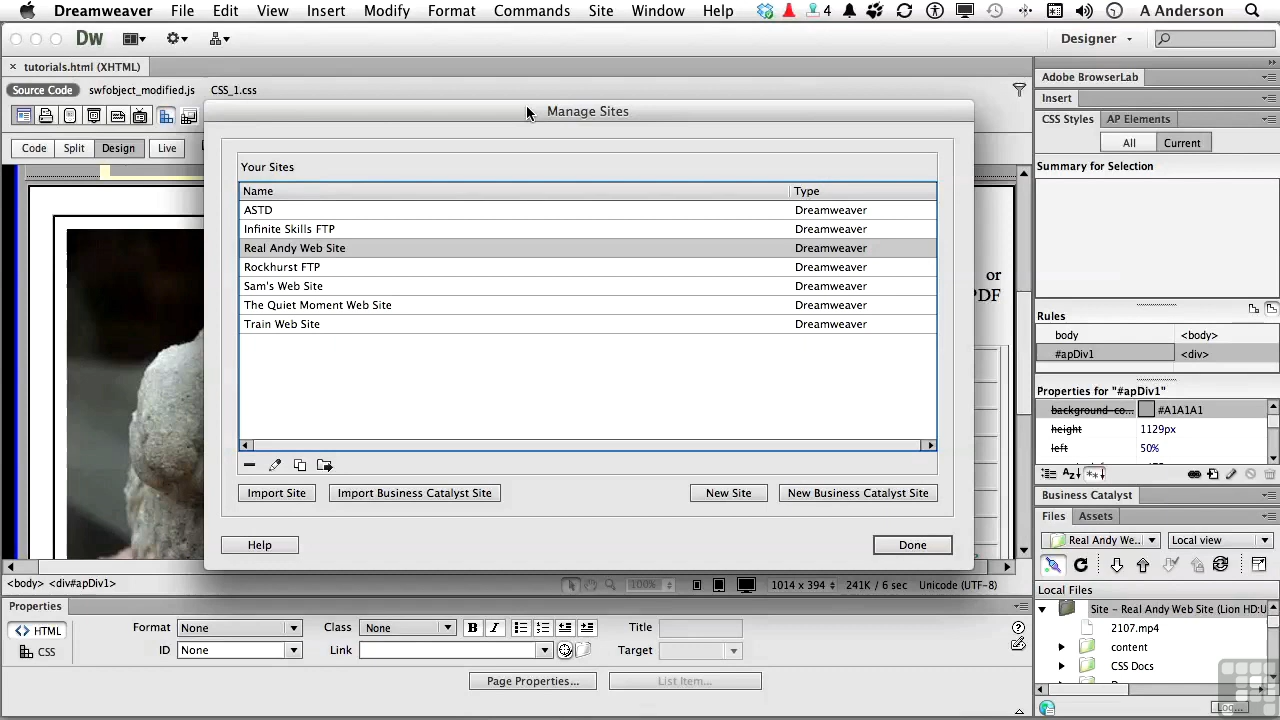 Dreamweaver File Edit View Insert Modify Format Commands Site Window Help 4 A Anderson
Dw Designer
× tutorials.html (XHTML) Adobe BrowserLab
Source Code swfobject_modified.js CSS_1.css
Insert
Manage Sites
CSS Styles AP Elements
All Current
Code Split Design Live
Your Sites
Summary for Selection
Name Type
ASTD Dreamweaver
Infinite Skills FTP Dreamweaver
Real Andy Web Site Dreamweaver
Rockhurst FTP Dreamweaver
or
Sam's Web Site Dreamweaver
PDF
The Quiet Moment Web Site Dreamweaver
Rules
Train Web Site Dreamweaver
body <body>
#apDiv1 <div>
Properties for "#apDiv1"
background-co... #A1A1A1
height 1129px
left 50%
Import Site Import Business Catalyst Site New Site New Business Catalyst Site
Business Catalyst
Files Assets
Help Done
Real Andy We... Local view
<body> <div#apDiv1> 100% 1014 x 394 241K / 6 sec Unicode (UTF-8)
Local Files
Properties
Site - Real Andy Web Site (Lion HD:U
HTML Format None Class None B I Title
2107.mp4
CSS ID None Link Target
content
CSS Docs
Page Properties... List Item...
Log...